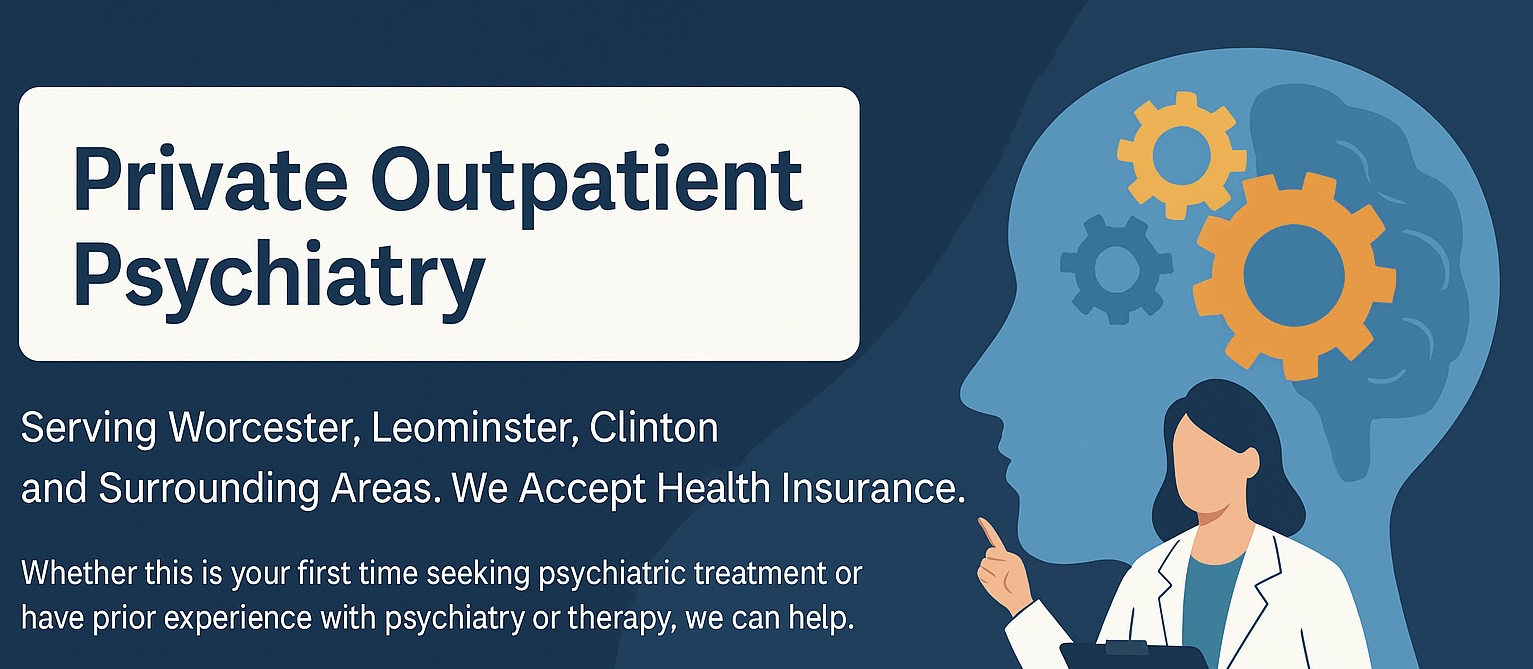 Private Outpatient
Psychiatry
Serving Worcester, Leominster, Clinton
and Surrounding Areas. We Accept Health Insurance.
Whether this is your first time seeking psychiatric treatment or
have prior experience with psychiatry or therapy, we can help.